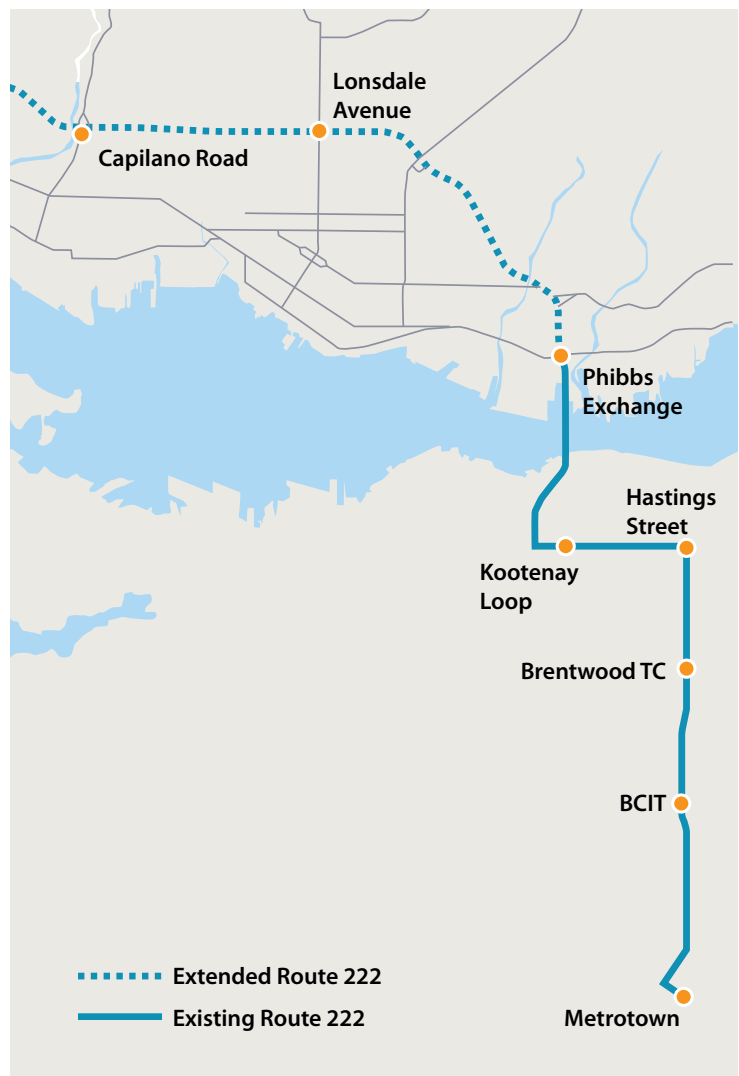 Lonsdale
Avenue
Capilano Road
Phibbs
Exchange
Hastings
Street
Kootenay
Loop
Brentwood TC
BCIT
Extended Route 222
Existing Route 222
Metrotown